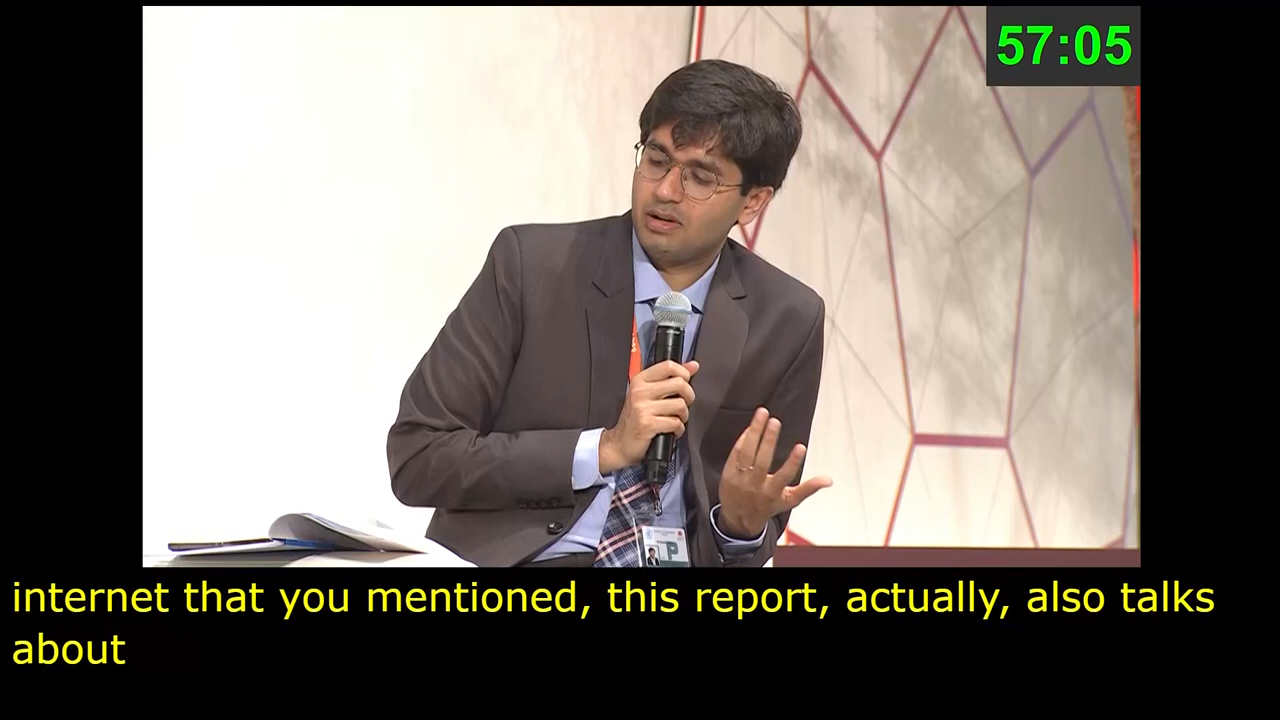 57:05
internet that you mentioned, this report, actually, also talks
about
P